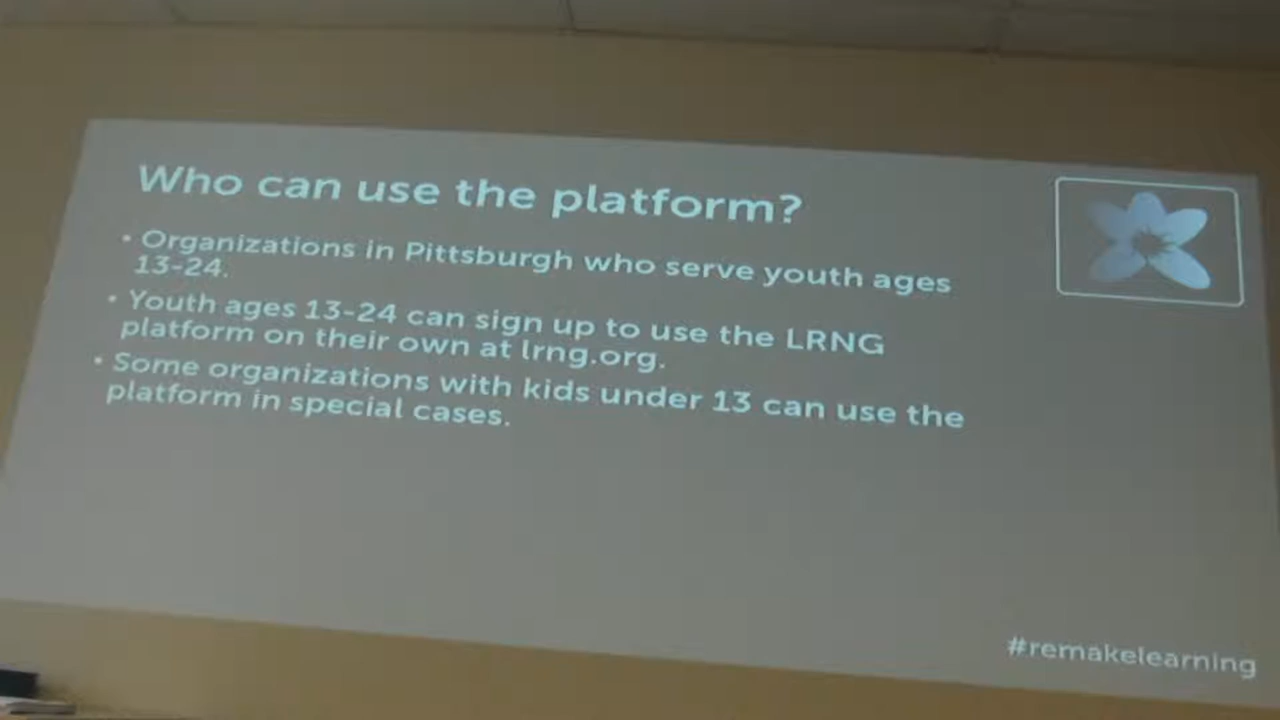 Who can use the platform?
• Organizations in Pittsburgh who serve youth ages
13-24.
• Youth ages 13-24 can sign up to use the LRNG
platform on their own at lrng.org.
• Some organizations with kids under 13 can use the
platform in special cases.
#remakelearning